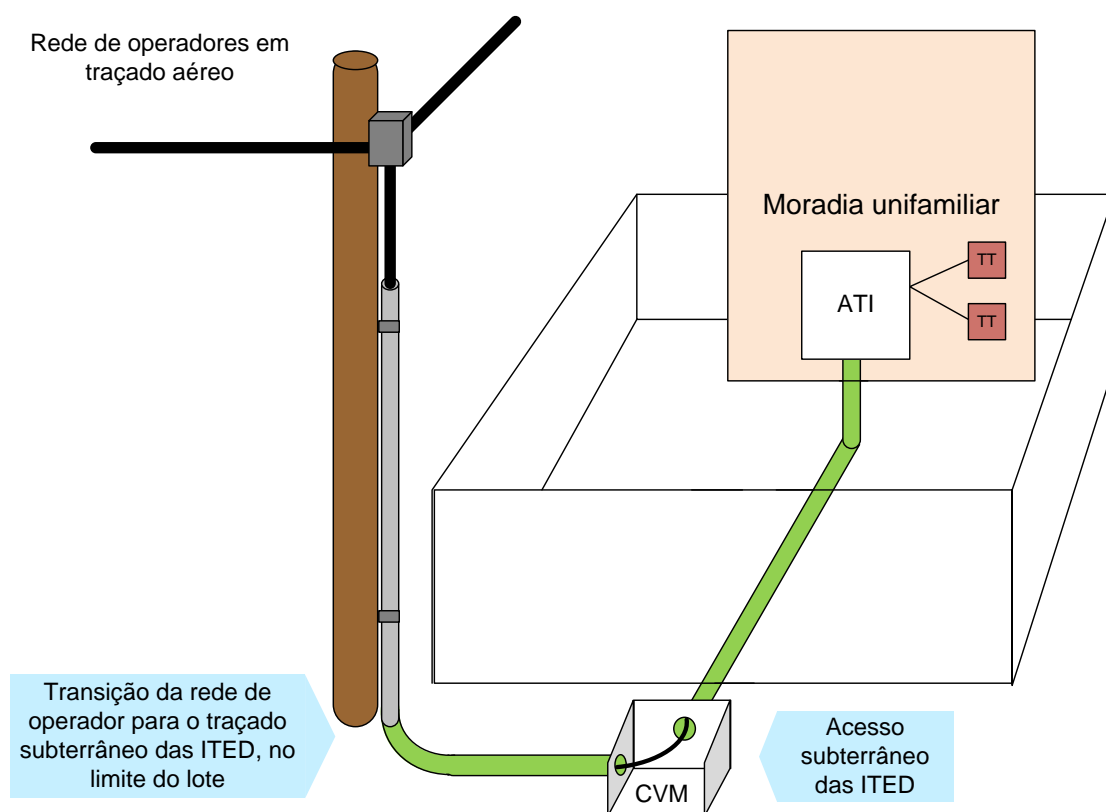 Rede de operadores em
traçado aéreo
Moradia unifamiliar
ATI
TT
TT
Transição da rede de
operador para o traçado
subterrâneo das ITED, no
limite do lote
CVM
Acesso
subterrâneo
das ITED